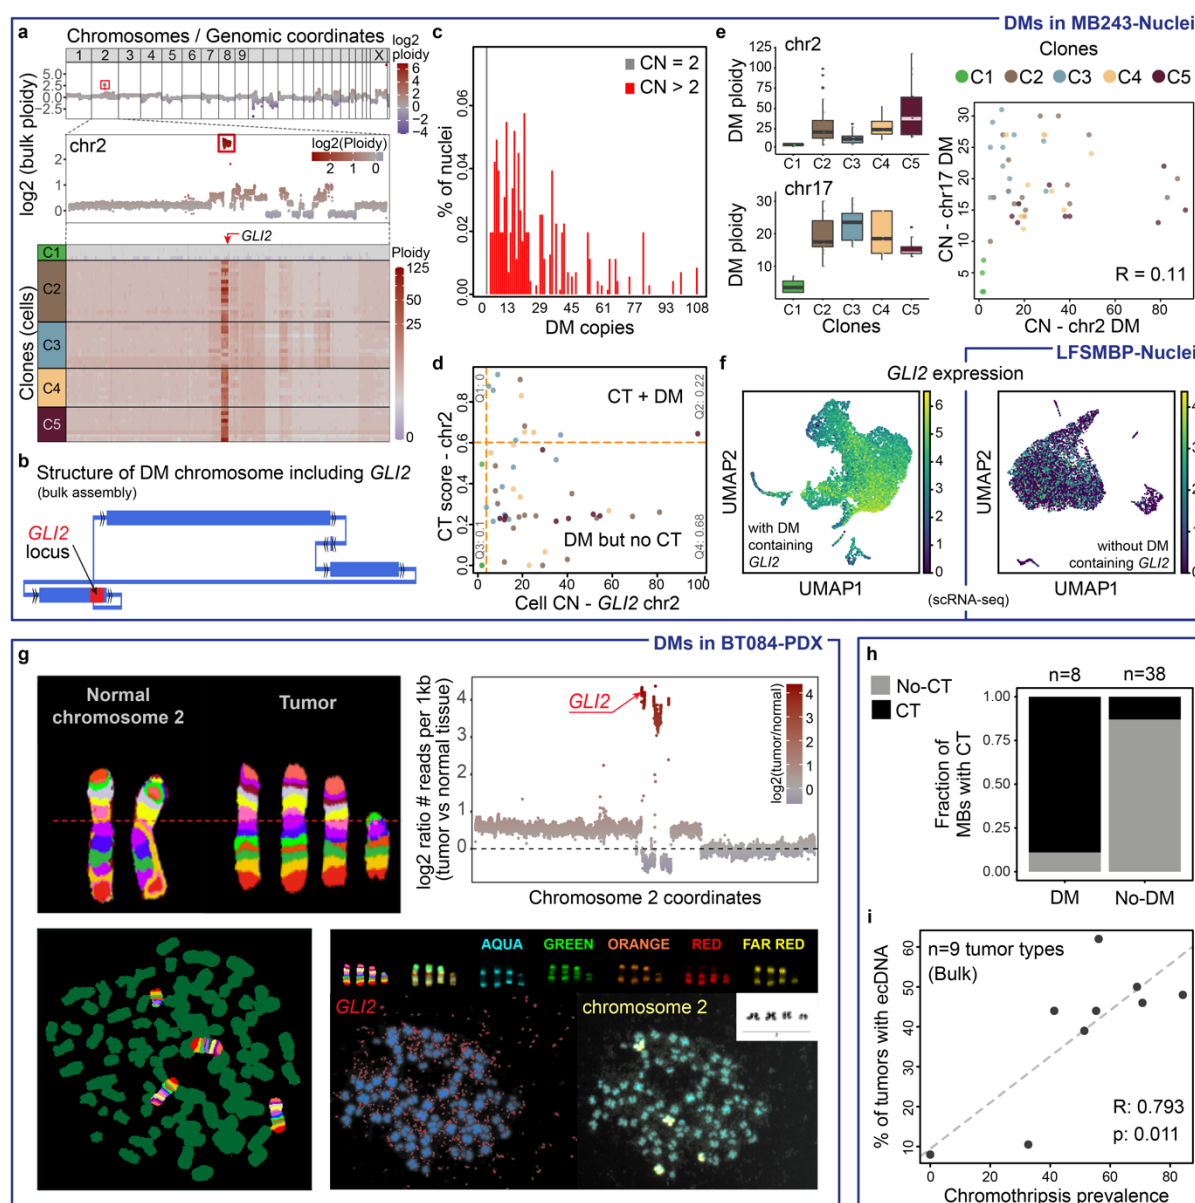 DMs in MB243-Nuclei
a
Chromosomes / Genomic coordinates
1 2 3 4 5 6 7 8 9 X
log2 ploidy
6
4
2
0
−2
−4
5.0
2.5
0.0
−2.5
log2 (bulk ploidy)
chr2
log2(Ploidy)
2 1 0
2
1
0
GLI2
Clones (cells)
C1
C2
C3
C4
C5
Ploidy
125
50
25
0
b
Structure of DM chromosome including GLI2
(bulk assembly)
GLI2
locus
c
CN = 2
CN > 2
% of nuclei
0.06
0.04
0.02
0.00
2 13 29 45 61 77 93 108
DM copies
d
CT score - chr2
0.8
0.6
0.4
0.2
0.0
Q1: 0
Q2: 0.22
Q3: 0.1
Q4: 0.68
CT + DM
DM but no CT
0 20 40 60 80 100
Cell CN - GLI2 chr2
e
chr2
DM ploidy
125
100
75
50
25
0
C1 C2 C3 C4 C5
chr17
DM ploidy
30
20
10
C1 C2 C3 C4 C5
Clones
Clones
C1 C2 C3 C4 C5
CN - chr17 DM
30
25
20
15
10
5
R = 0.11
0 20 40 60 80
CN - chr2 DM
LFSMBP-Nuclei
f
GLI2 expression
UMAP2
with DM
containing
GLI2
UMAP1
6
5
4
3
2
1
0
(scRNA-seq)
UMAP2
without DM
containing GLI2
UMAP1
4
3
2
1
0
DMs in BT084-PDX
g
Normal
chromosome 2
Tumor
log2 ratio # reads per 1kb
(tumor vs normal tissue)
4
3
2
1
0
GLI2
log2(tumor/normal)
4
3
2
1
0
Chromosome 2 coordinates
AQUA GREEN ORANGE RED FAR RED
GLI2
chromosome 2
2
h
No-CT
CT
n=8 n=38
Fraction of
MBs with CT
1.00
0.75
0.50
0.25
0.00
DM No-DM
i
n=9 tumor types
(Bulk)
% of tumors with ecDNA
60
50
40
30
20
10
R: 0.793
p: 0.011
0 20 40 60 80
Chromothripsis prevalence